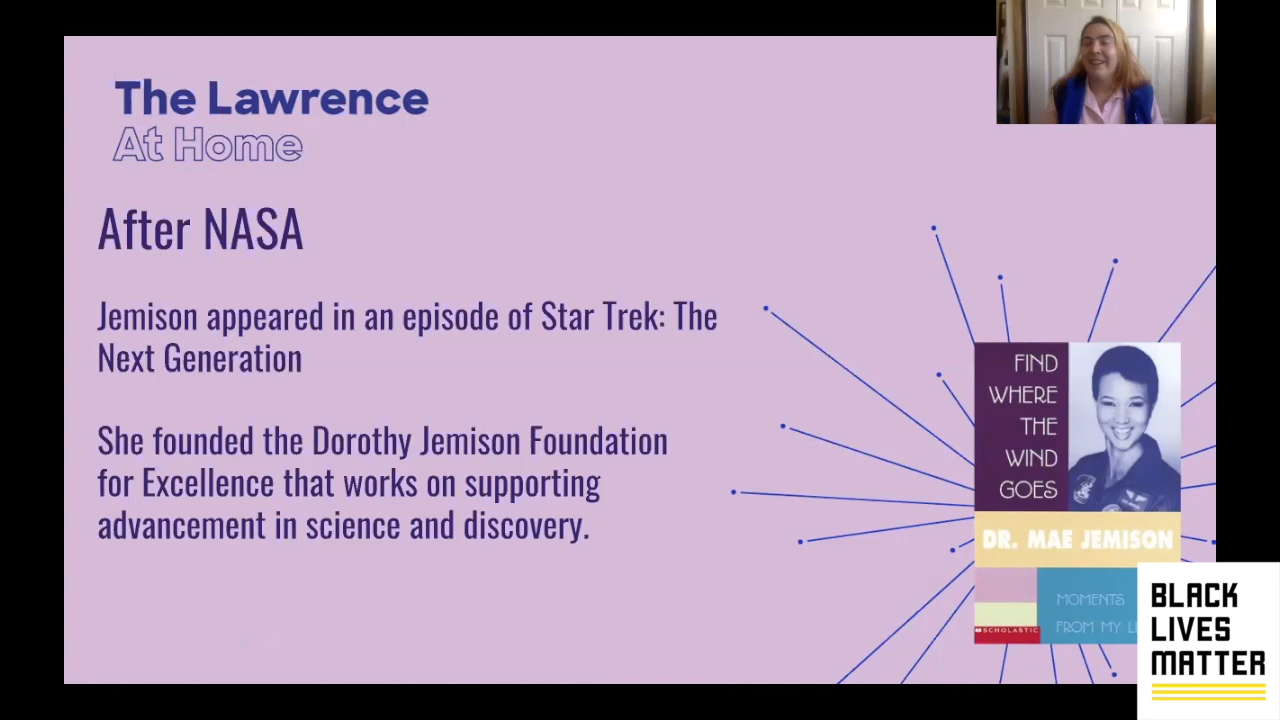 The Lawrence
At Home
After NASA
Jemison appeared in an episode of Star Trek: The
Next Generation
She founded the Dorothy Jemison Foundation
for Excellence that works on supporting
advancement in science and discovery.
FIND
WHERE
THE
WIND
GOES
DR. MAE JEMISON
MOMENTS
FROM MY
SCHOLASTIC
BLACK
LIVES
MATTER